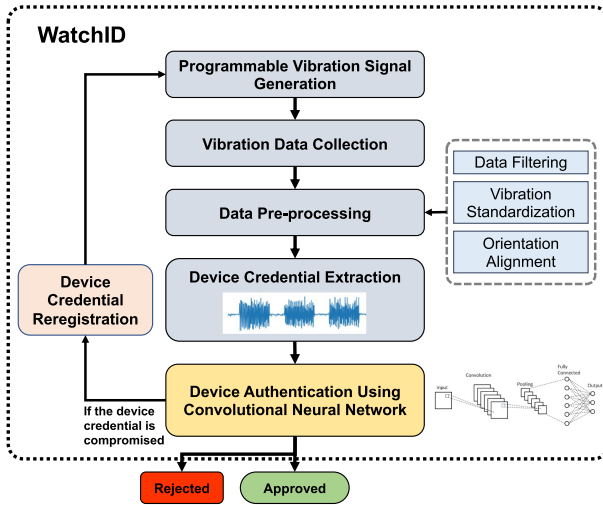 WatchID
Programmable Vibration Signal
Generation
Vibration Data Collection
Data Pre-processing
Data Filtering
Vibration
Standardization
Orientation
Alignment
Device Credential Extraction
Device
Credential
Reregistration
If the device
credential is
compromised
Device Authentication Using
Convolutional Neural Network
Input
Convolution
Pooling
Fully
Connected
Output
Rejected
Approved